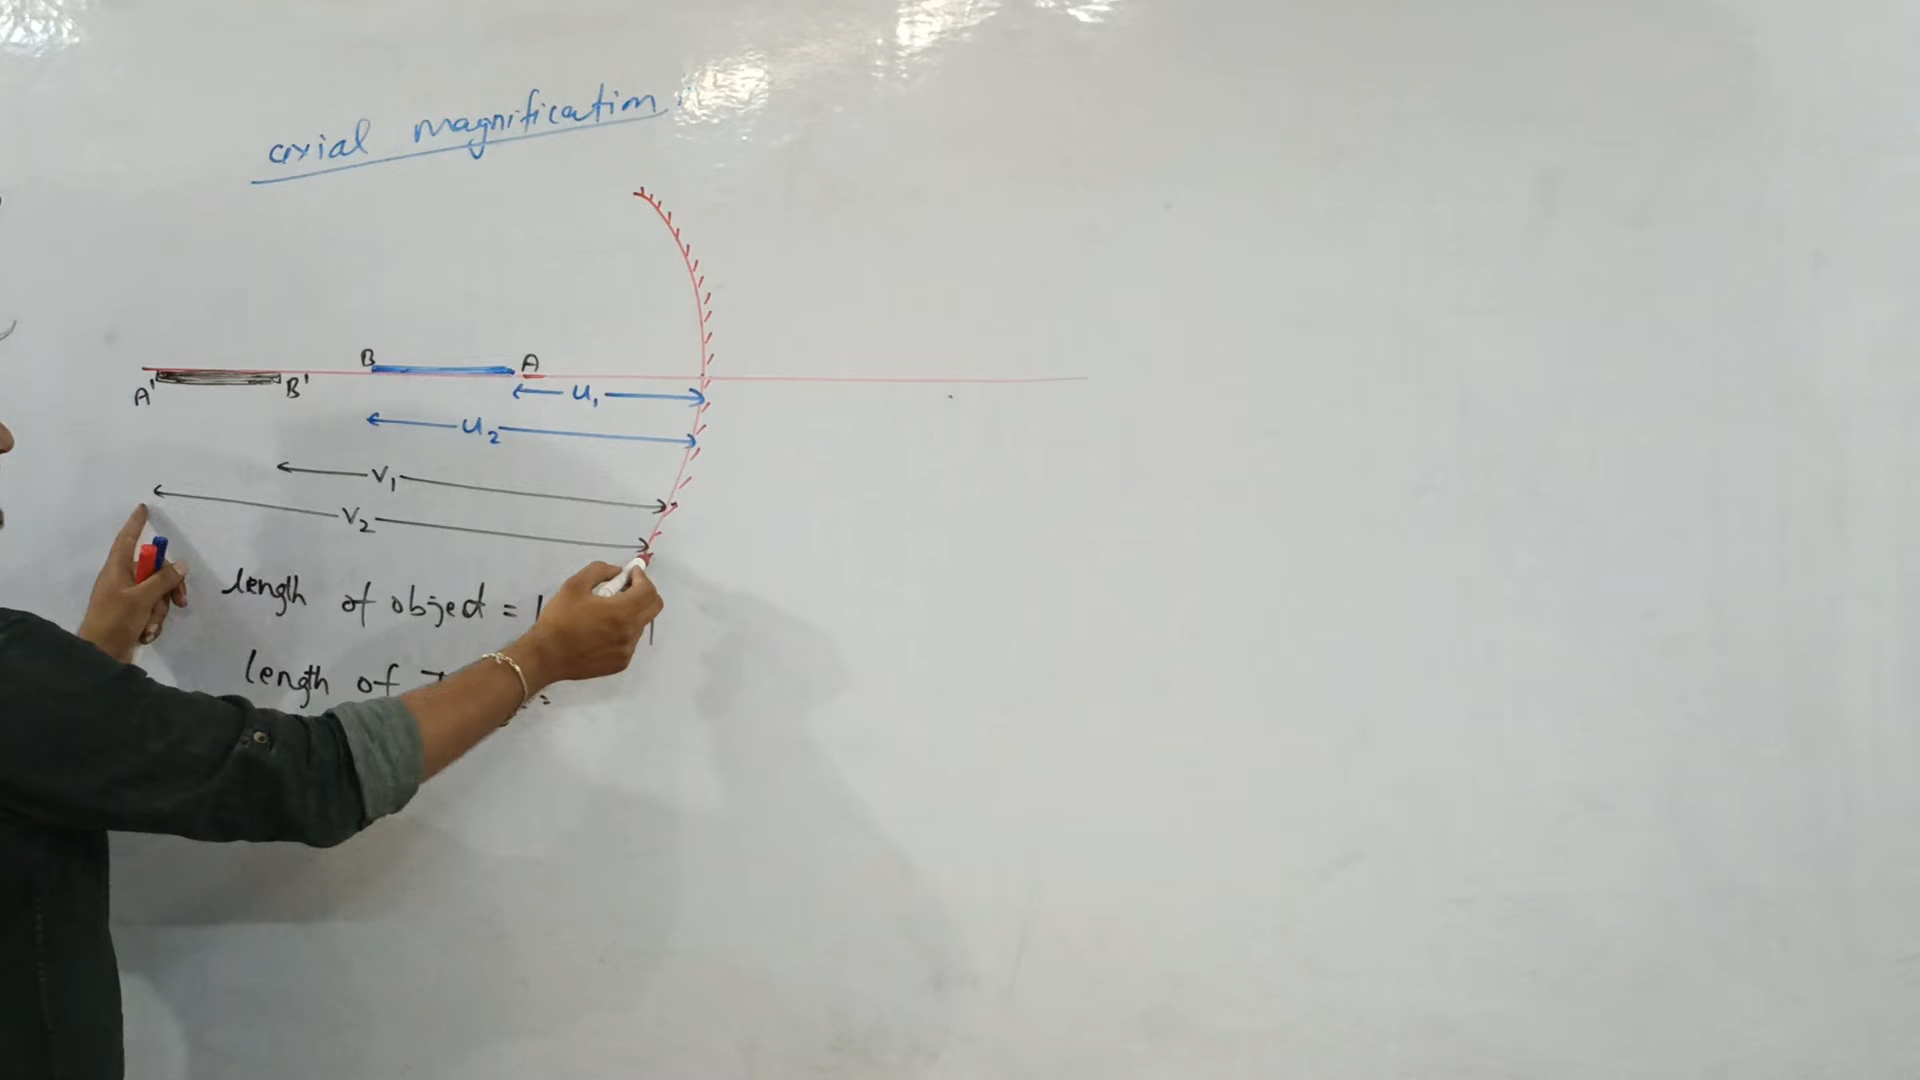 axial magnification:
B A
A' B'
u₁
u₂
v₁
v₂
length of object =
length of